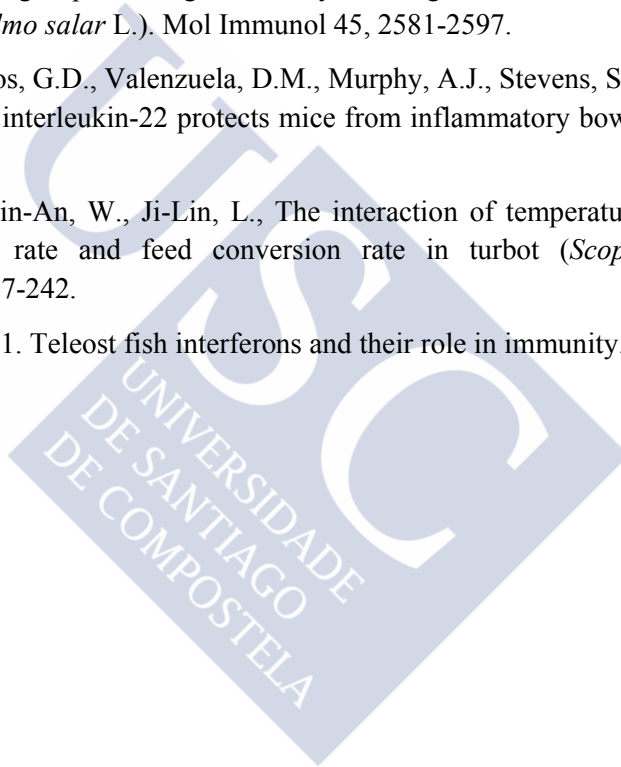 lmo salar L.). Mol Immunol 45, 2581-2597.
os, G.D., Valenzuela, D.M., Murphy, A.J., Stevens, S
interleukin-22 protects mice from inflammatory bow
in-An, W., Ji-Lin, L., The interaction of temperatu
rate and feed conversion rate in turbot (Scop
7-242.
1. Teleost fish interferons and their role in immunity.
USC
UNIVERSIDADE
DE SANTIAGO
DE COMPOSTELA